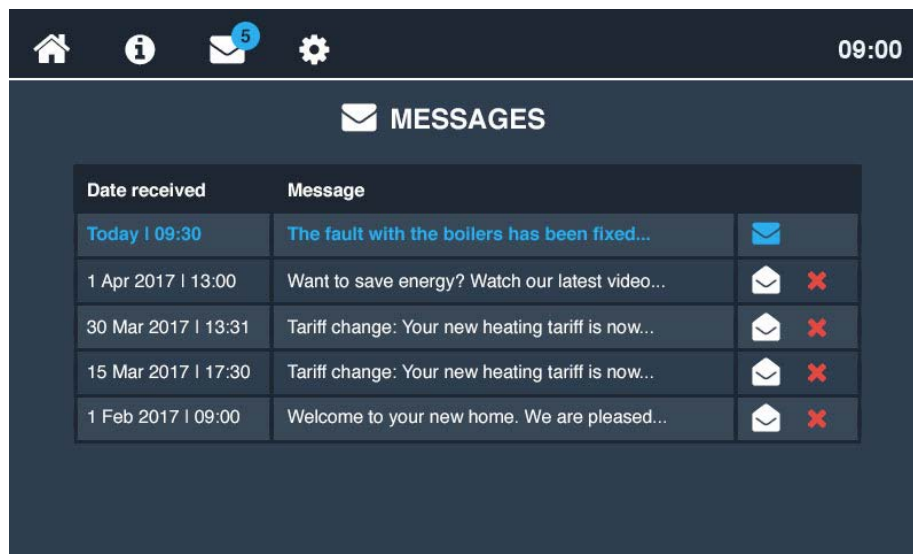 5
09:00
MESSAGES
Date received Message
Today | 09:30 The fault with the boilers has been fixed...
1 Apr 2017 | 13:00 Want to save energy? Watch our latest video...
30 Mar 2017 | 13:31 Tariff change: Your new heating tariff is now...
15 Mar 2017 | 17:30 Tariff change: Your new heating tariff is now...
1 Feb 2017 | 09:00 Welcome to your new home. We are pleased...